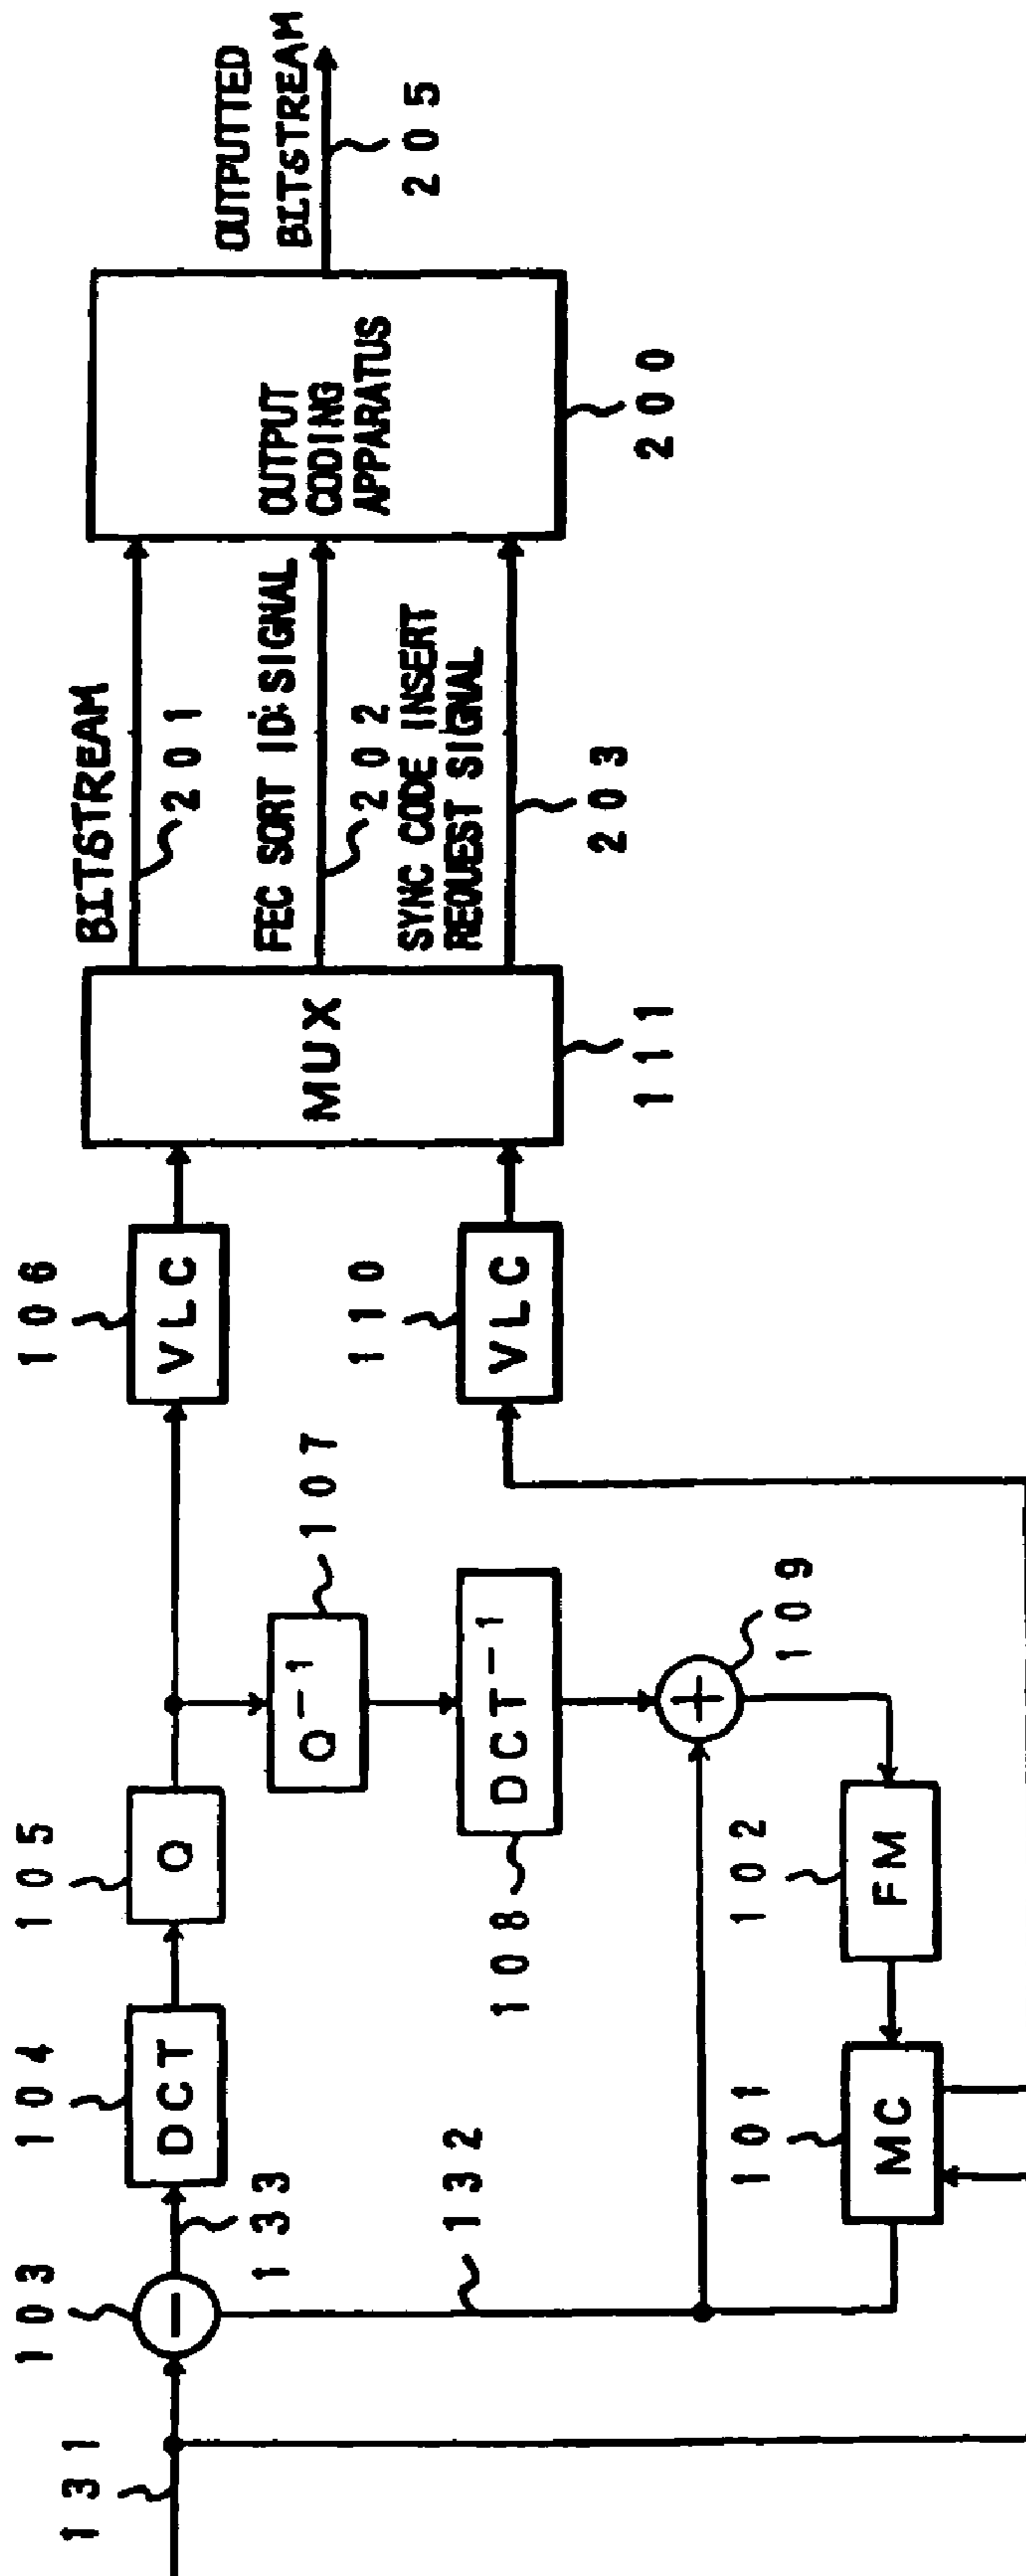 131
103
133
104
DCT
105
Q
106
VLC
107
Q⁻¹
108
DCT⁻¹
109
+
110
VLC
132
101
MC
102
FM
MUX
111
BITSTREAM
201
FEC SORT ID SIGNAL
202
SYNC CODE INSERT
REQUEST SIGNAL
203
OUTPUT
CODING
APPARATUS
200
OUTPUTTED
BITSTREAM
205